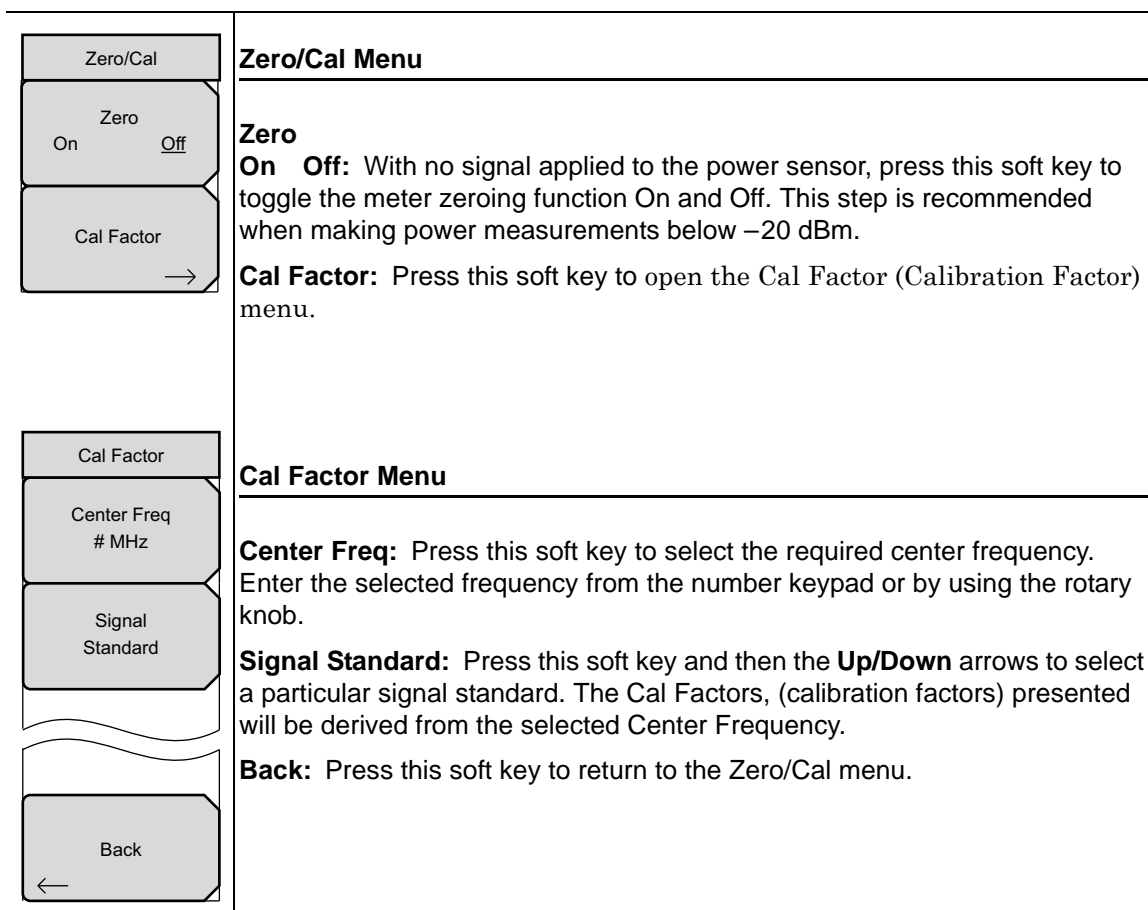 Zero/Cal
Zero
On Off
Cal Factor
→
Zero/Cal Menu
Zero
On Off: With no signal applied to the power sensor, press this soft key to
toggle the meter zeroing function On and Off. This step is recommended
when making power measurements below –20 dBm.
Cal Factor: Press this soft key to open the Cal Factor (Calibration Factor)
menu.
Cal Factor
Center Freq
# MHz
Signal
Standard
Back
←
Cal Factor Menu
Center Freq: Press this soft key to select the required center frequency.
Enter the selected frequency from the number keypad or by using the rotary
knob.
Signal Standard: Press this soft key and then the Up/Down arrows to select
a particular signal standard. The Cal Factors, (calibration factors) presented
will be derived from the selected Center Frequency.
Back: Press this soft key to return to the Zero/Cal menu.